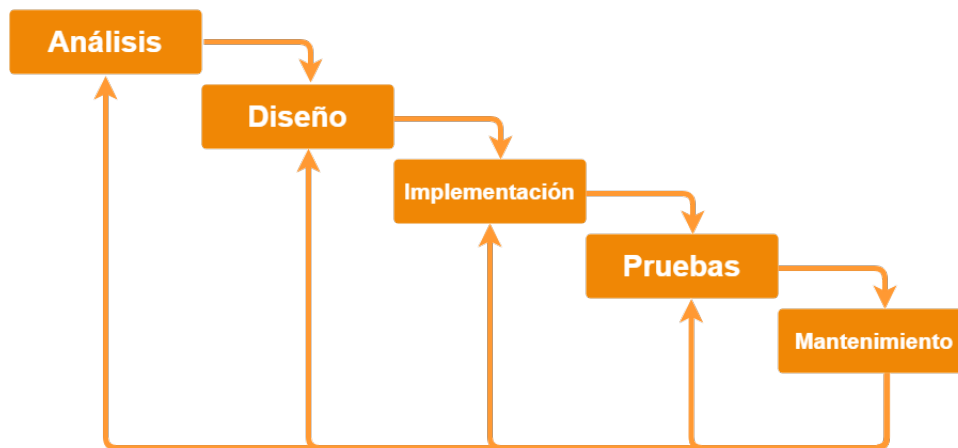 Análisis
Diseño
Implementación
Pruebas
Mantenimiento